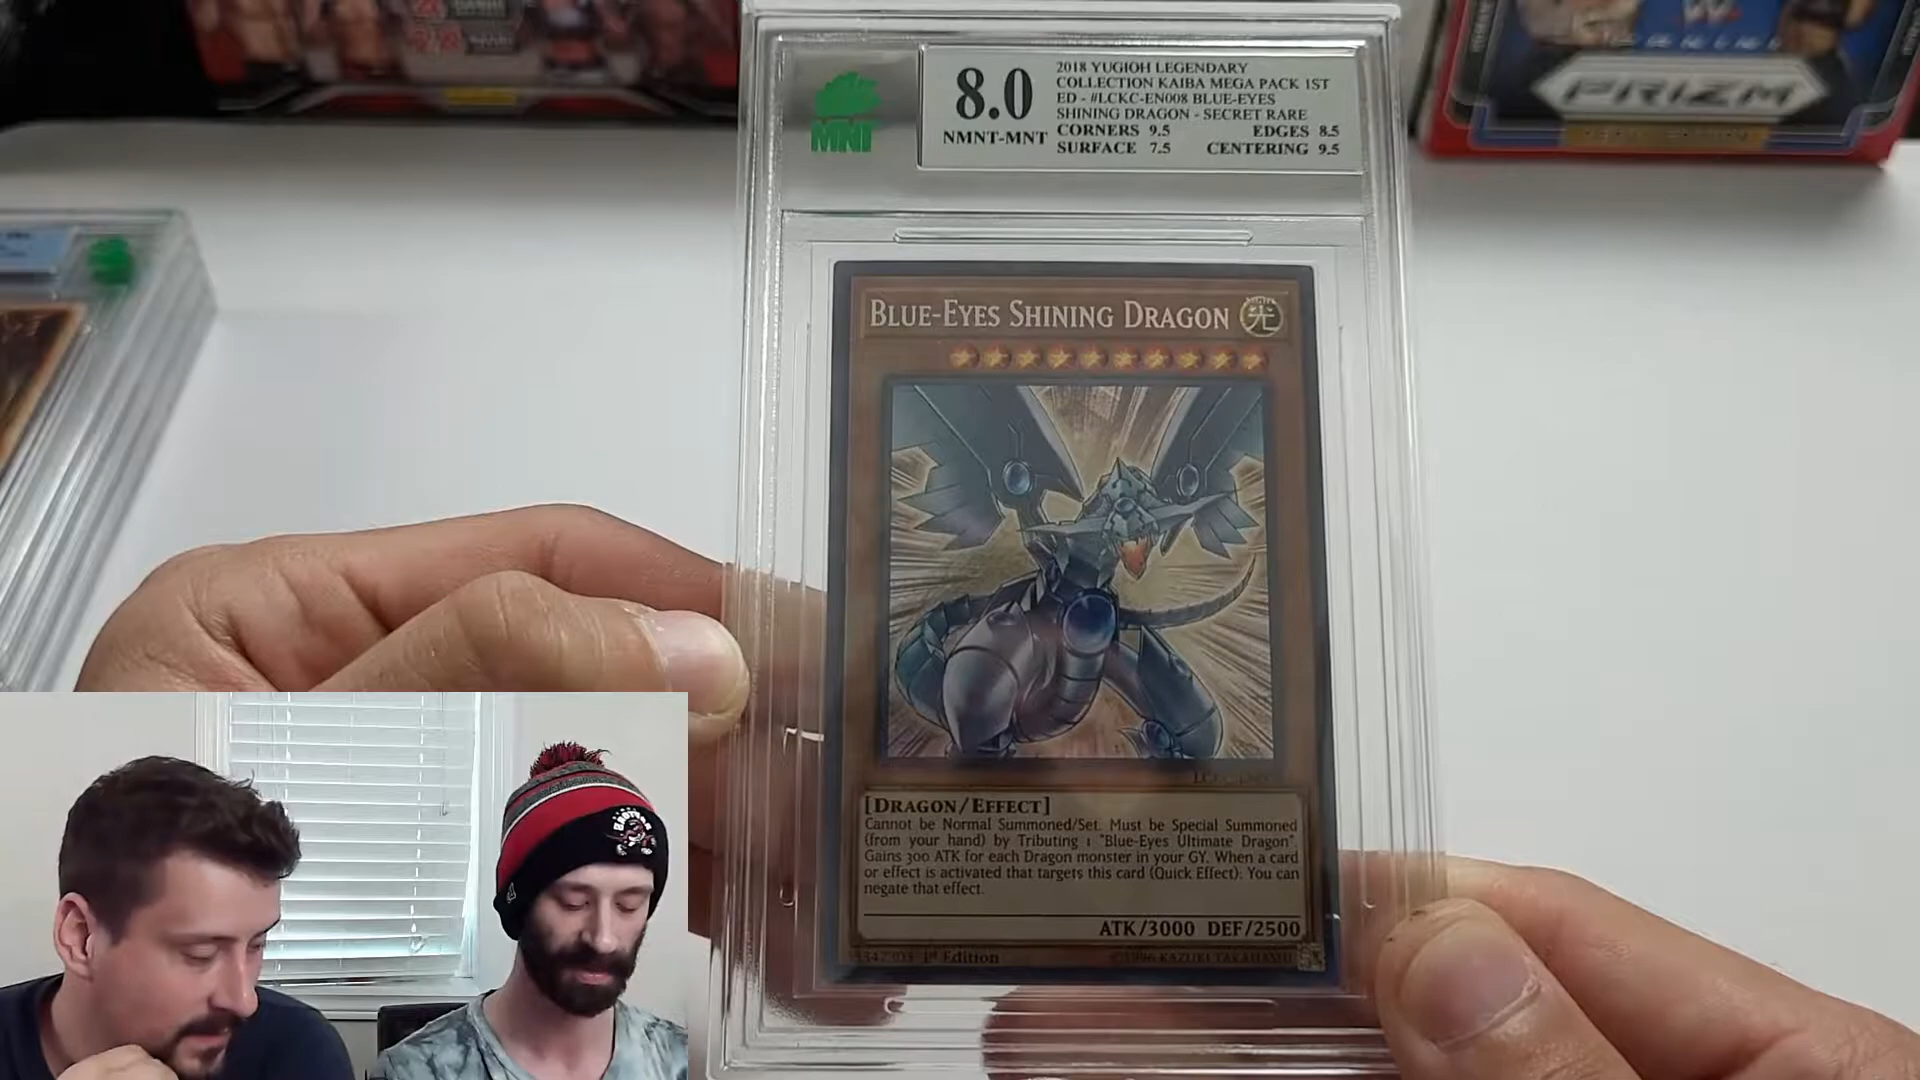 8.0
NMNT-MNT
2018 YUGIOH LEGENDARY
COLLECTION KAIBA MEGA PACK 1ST
ED - #LCKC-EN008 BLUE-EYES
SHINING DRAGON - SECRET RARE
CORNERS 9.5 EDGES 8.5
SURFACE 7.5 CENTERING 9.5
MNT
PRIZM
BLUE-EYES SHINING DRAGON
光
[DRAGON/EFFECT]
Cannot be Normal Summoned/Set. Must be Special Summoned
(from your hand) by Tributing 1 "Blue-Eyes Ultimate Dragon".
Gains 300 ATK for each Dragon monster in your GY. When a card
or effect is activated that targets this card (Quick Effect): You can
negate that effect.
ATK/3000 DEF/2500
1st Edition
©1996 KAZUKI TAKAHASHI